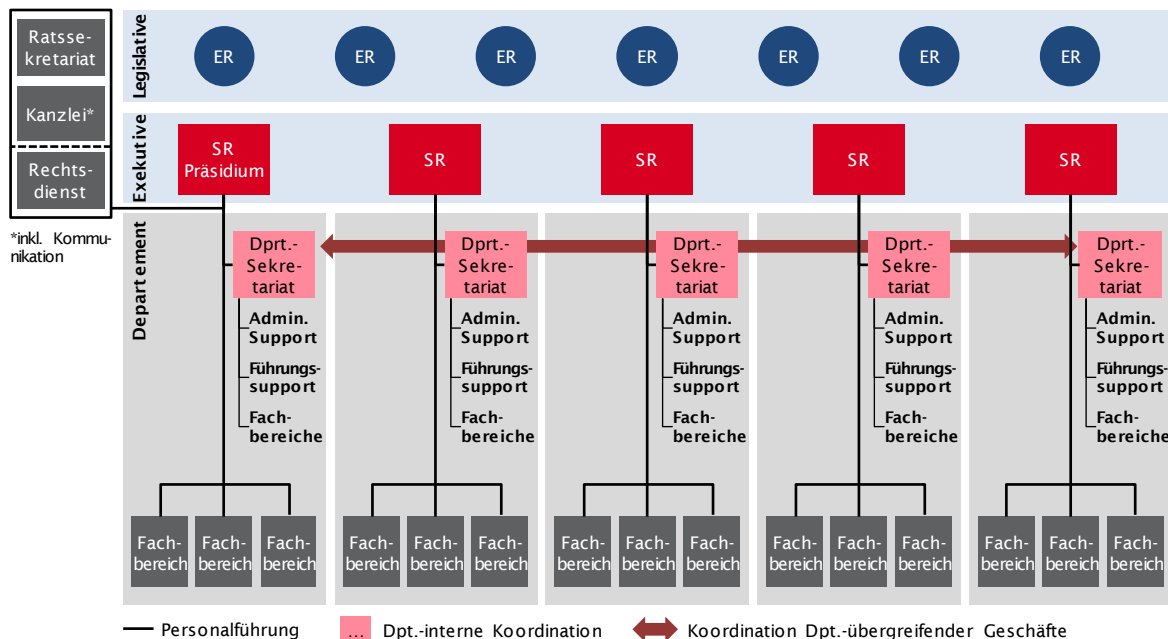 Ratsse-
kretariat
Kanzlei*
Rechts-
dienst
*inkl. Kommu-
nikation
Legislative
ER
ER
ER
ER
ER
ER
ER
Exekutive
SR
Präsidium
SR
SR
SR
SR
Departement
Dprt.-
Sekre-
tariat
Admin.
Support
Führungs-
support
Fach-
bereiche
Dprt.-
Sekre-
tariat
Admin.
Support
Führungs-
support
Fach-
bereiche
Dprt.-
Sekre-
tariat
Admin.
Support
Führungs-
support
Fach-
bereiche
Dprt.-
Sekre-
tariat
Admin.
Support
Führungs-
support
Fach-
bereiche
Dprt.-
Sekre-
tariat
Admin.
Support
Führungs-
support
Fach-
bereiche
Fach-
bereich
Fach-
bereich
Fach-
bereich
Fach-
bereich
Fach-
bereich
Fach-
bereich
Fach-
bereich
Fach-
bereich
Fach-
bereich
Fach-
bereich
Fach-
bereich
Fach-
bereich
Fach-
bereich
Fach-
bereich
Fach-
bereich
Personalführung
... Dpt.-interne Koordination
Koordination Dpt.-übergreifender Geschäfte